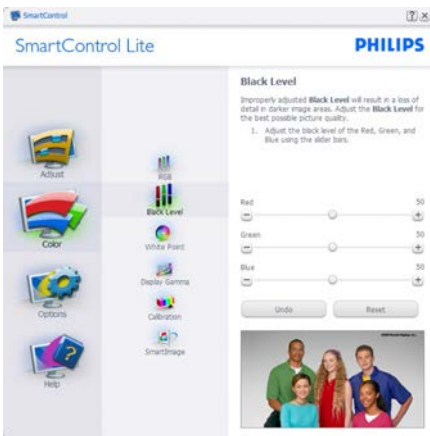 SmartControl
SmartControl Lite
PHILIPS
Adjust
Color
Options
Help
RGB
Black Level
White Point
Display Gamma
Calibration
SmartImage
Black Level
Improperly adjusted Black Level will result in a loss of
detail in darker image areas. Adjust the Black Level for
the best possible picture quality.
1. Adjust the black level of the Red, Green, and
Blue using the slider bars.
Red 50
Green 50
Blue 50
Undo Reset